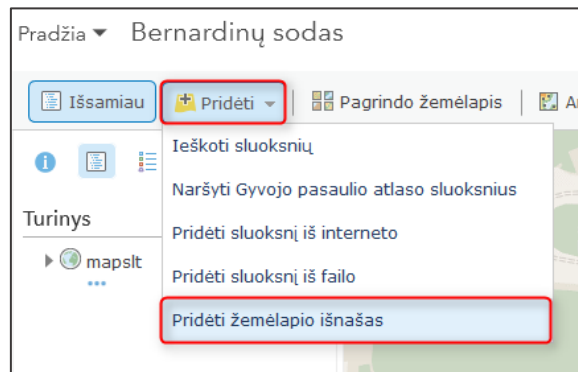 Pradžia Bernardinų sodas
Išsamiau Pridėti Pagrindo žemėlapis
Ieškoti sluoksnių
Naršyti Gyvojo pasaulio atlaso sluoksnius
Turinys
Pridėti sluoksnį iš interneto
mapslt
Pridėti sluoksnį iš failo
Pridėti žemėlapio išnašas